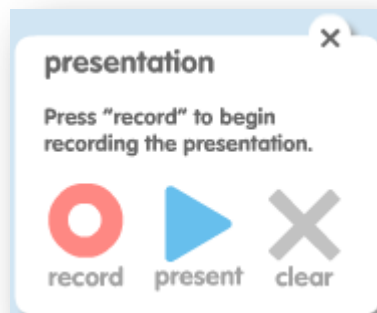 presentation
Press "record" to begin
recording the presentation.
record present clear